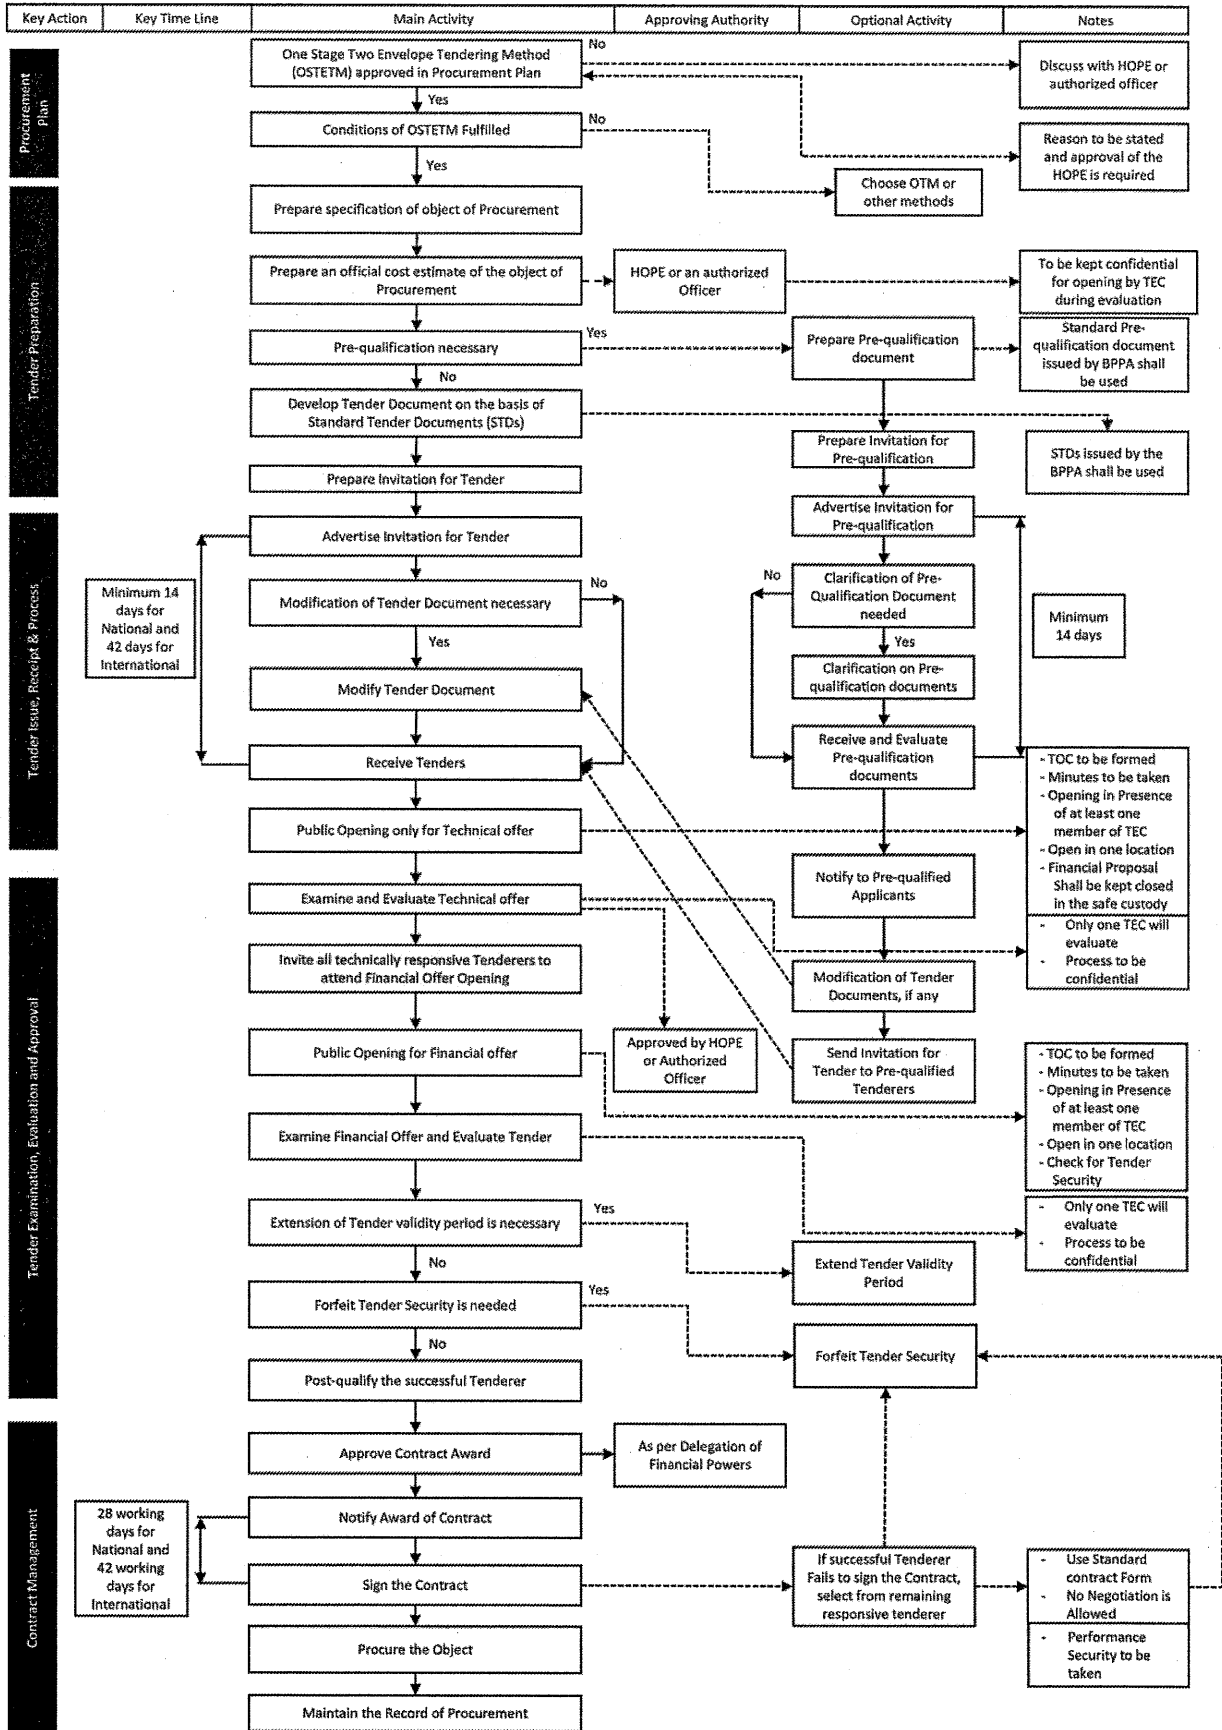 Key Action
Key Time Line
Main Activity
Approving Authority
Optional Activity
Notes
Procurement
Plan
One Stage Two Envelope Tendering Method
(OSTETM) approved in Procurement Plan
No
Discuss with HOPE or
authorized officer
Yes
Conditions of OSTETM Fulfilled
No
Reason to be stated
and approval of the
HOPE is required
Yes
Choose OTM or
other methods
Tender Preparation
Prepare specification of object of Procurement
Prepare an official cost estimate of the object of
Procurement
HOPE or an authorized
Officer
To be kept confidential
for opening by TEC
during evaluation
Pre-qualification necessary
Yes
Prepare Pre-qualification
document
Standard Pre-
qualification document
issued by BPPA shall
be used
No
Develop Tender Document on the basis of
Standard Tender Documents (STDs)
Prepare Invitation for
Pre-qualification
STDs issued by the
BPPA shall be used
Prepare Invitation for Tender
Tender Issue, Receipt & Process
Advertise Invitation for Tender
Advertise Invitation for
Pre-qualification
Minimum 14
days for
National and
42 days for
International
Modification of Tender Document necessary
No
No
Clarification of Pre-
Qualification Document
needed
Minimum
14 days
Yes
Yes
Modify Tender Document
Clarification on Pre-
qualification documents
Receive Tenders
Receive and Evaluate
Pre-qualification
documents
Public Opening only for Technical offer
- TOC to be formed
- Minutes to be taken
- Opening in Presence
of at least one
member of TEC
- Open in one location
- Financial Proposal
Shall be kept closed
in the safe custody
Tender Examination, Evaluation and Approval
Examine and Evaluate Technical offer
Notify to Pre-qualified
Applicants
- Only one TEC will
evaluate
- Process to be
confidential
Invite all technically responsive Tenderers to
attend Financial Offer Opening
Modification of Tender
Documents, if any
Public Opening for Financial offer
Approved by HOPE
or Authorized
Officer
Send Invitation for
Tender to Pre-qualified
Tenderers
- TOC to be formed
- Minutes to be taken
- Opening in Presence
of at least one
member of TEC
- Open in one location
- Check for Tender
Security
Examine Financial Offer and Evaluate Tender
- Only one TEC will
evaluate
- Process to be
confidential
Extension of Tender validity period is necessary
Yes
Extend Tender Validity
Period
No
Forfeit Tender Security is needed
Yes
Forfeit Tender Security
No
Post-qualify the successful Tenderer
Contract Management
Approve Contract Award
As per Delegation of
Financial Powers
28 working
days for
National and
42 working
days for
International
Notify Award of Contract
Sign the Contract
If successful Tenderer
Fails to sign the Contract,
select from remaining
responsive tenderer
- Use Standard
contract Form
- No Negotiation is
Allowed
- Performance
Security to be
taken
Procure the Object
Maintain the Record of Procurement